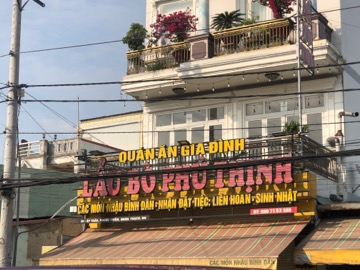 QUÁN ĂN GIA ĐÌNH
LẨU BÒ PHÚ THỊNH
CÁC MÓN NHẬU BÌNH DÂN - NHẬN ĐẶT TIỆC: LIÊN HOAN - SINH NHẬT
CÁC MÓN NHẬU BÌNH DÂN